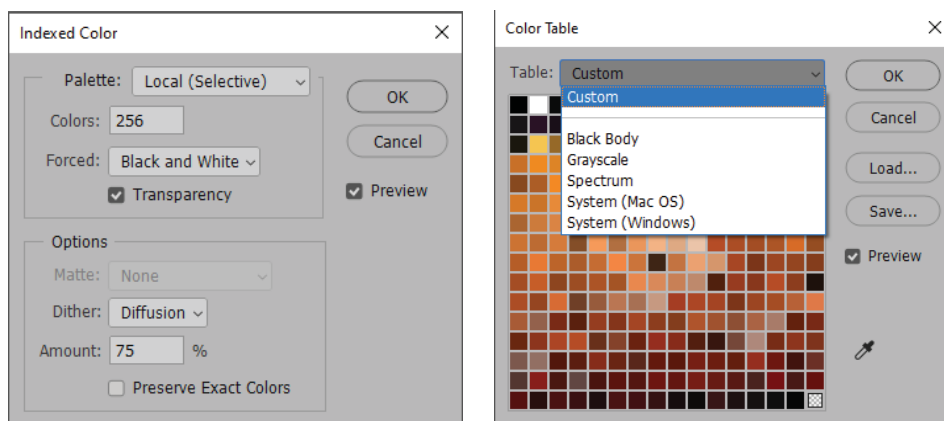 Indexed Color
Palette: Local (Selective)
OK
Colors: 256
Cancel
Forced: Black and White
Transparency
Preview
Options
Matte: None
Dither: Diffusion
Amount: 75 %
Preserve Exact Colors
Color Table
Table: Custom
OK
Custom
Cancel
Black Body
Grayscale
Load...
Spectrum
System (Mac OS)
Save...
System (Windows)
Preview